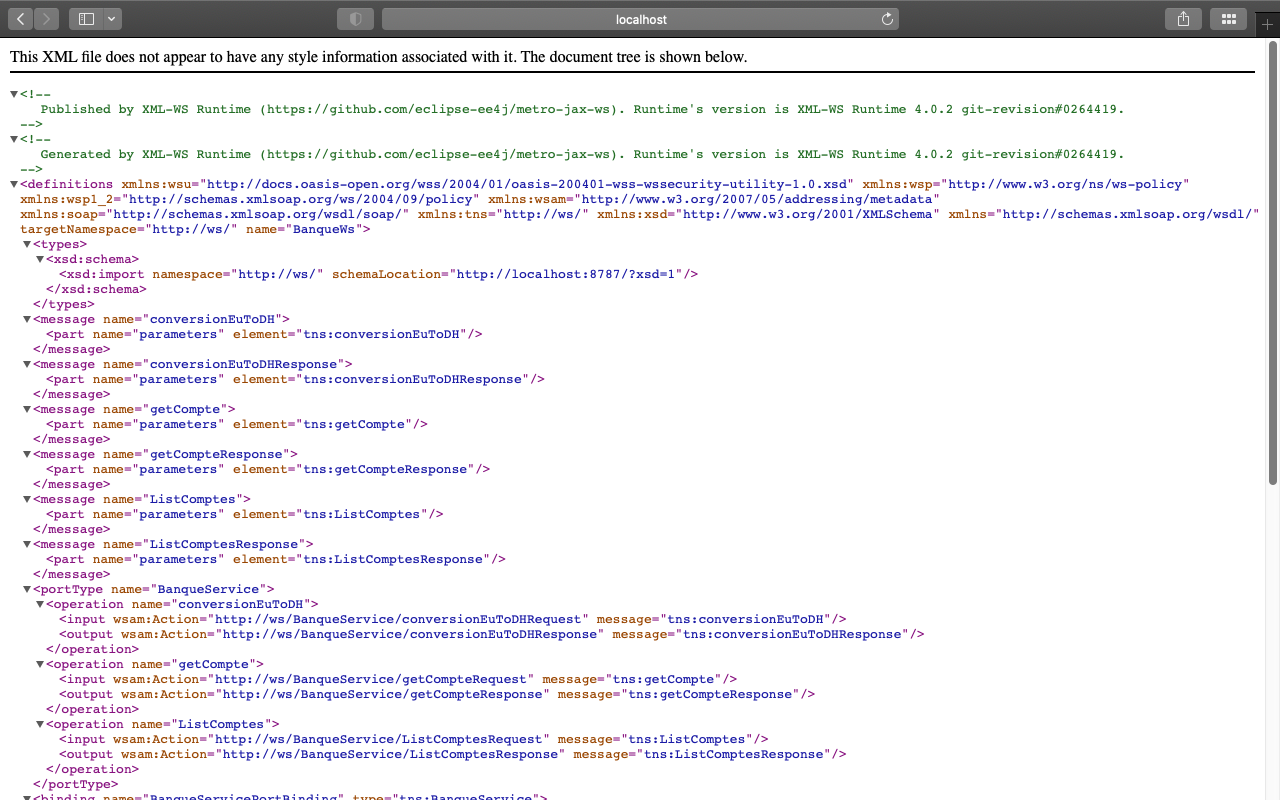 localhost
This XML file does not appear to have any style information associated with it. The document tree is shown below.
▼<!--
Published by XML-WS Runtime (https://github.com/eclipse-ee4j/metro-jax-ws). Runtime's version is XML-WS Runtime 4.0.2 git-revision#0264419.
-->
▼<!--
Generated by XML-WS Runtime (https://github.com/eclipse-ee4j/metro-jax-ws). Runtime's version is XML-WS Runtime 4.0.2 git-revision#0264419.
-->
▼<definitions xmlns:wsu="http://docs.oasis-open.org/wss/2004/01/oasis-200401-wss-wssecurity-utility-1.0.xsd" xmlns:wsp="http://www.w3.org/ns/ws-policy"
xmlns:wsp1_2="http://schemas.xmlsoap.org/ws/2004/09/policy" xmlns:wsam="http://www.w3.org/2007/05/addressing/metadata"
xmlns:soap="http://schemas.xmlsoap.org/wsdl/soap/" xmlns:tns="http://ws/" xmlns:xsd="http://www.w3.org/2001/XMLSchema" xmlns="http://schemas.xmlsoap.org/wsdl/"
targetNamespace="http://ws/" name="BanqueWs">
▼<types>
▼<xsd:schema>
<xsd:import namespace="http://ws/" schemaLocation="http://localhost:8787/?xsd=1"/>
</xsd:schema>
</types>
▼<message name="conversionEuToDH">
<part name="parameters" element="tns:conversionEuToDH"/>
</message>
▼<message name="conversionEuToDHResponse">
<part name="parameters" element="tns:conversionEuToDHResponse"/>
</message>
▼<message name="getCompte">
<part name="parameters" element="tns:getCompte"/>
</message>
▼<message name="getCompteResponse">
<part name="parameters" element="tns:getCompteResponse"/>
</message>
▼<message name="ListComptes">
<part name="parameters" element="tns:ListComptes"/>
</message>
▼<message name="ListComptesResponse">
<part name="parameters" element="tns:ListComptesResponse"/>
</message>
▼<portType name="BanqueService">
▼<operation name="conversionEuToDH">
<input wsam:Action="http://ws/BanqueService/conversionEuToDHRequest" message="tns:conversionEuToDH"/>
<output wsam:Action="http://ws/BanqueService/conversionEuToDHResponse" message="tns:conversionEuToDHResponse"/>
</operation>
▼<operation name="getCompte">
<input wsam:Action="http://ws/BanqueService/getCompteRequest" message="tns:getCompte"/>
<output wsam:Action="http://ws/BanqueService/getCompteResponse" message="tns:getCompteResponse"/>
</operation>
▼<operation name="ListComptes">
<input wsam:Action="http://ws/BanqueService/ListComptesRequest" message="tns:ListComptes"/>
<output wsam:Action="http://ws/BanqueService/ListComptesResponse" message="tns:ListComptesResponse"/>
</operation>
</portType>
▼<binding name="BanqueServicePortBinding" type="tns:BanqueService">